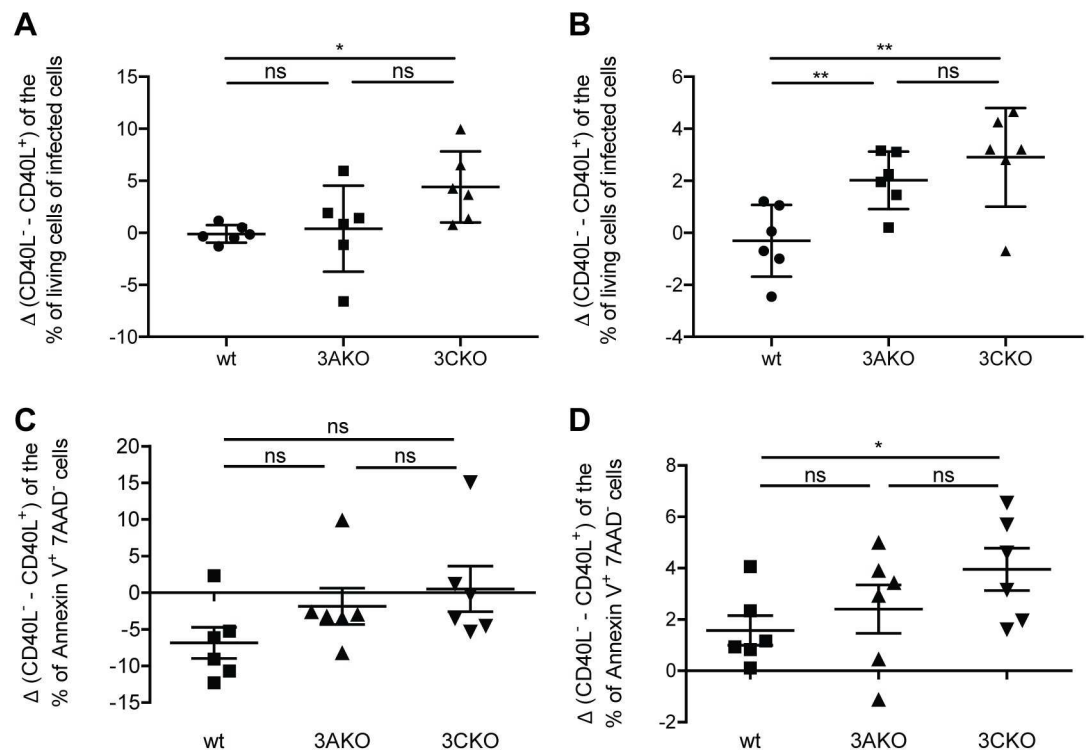 A
Δ (CD40L⁻ - CD40L⁺) of the
% of living cells of infected cells
*
ns
ns
15
10
5
0
-5
-10
wt
3AKO
3CKO
B
Δ (CD40L⁻ - CD40L⁺) of the
% of living cells of infected cells
**
**
ns
6
4
2
0
-2
-4
wt
3AKO
3CKO
C
Δ (CD40L⁻ - CD40L⁺) of the
% of Annexin V⁺ 7AAD⁻ cells
ns
ns
ns
20
15
10
5
0
-5
-10
-15
wt
3AKO
3CKO
D
Δ (CD40L⁻ - CD40L⁺) of the
% of Annexin V⁺ 7AAD⁻ cells
*
ns
ns
8
6
4
2
0
-2
wt
3AKO
3CKO